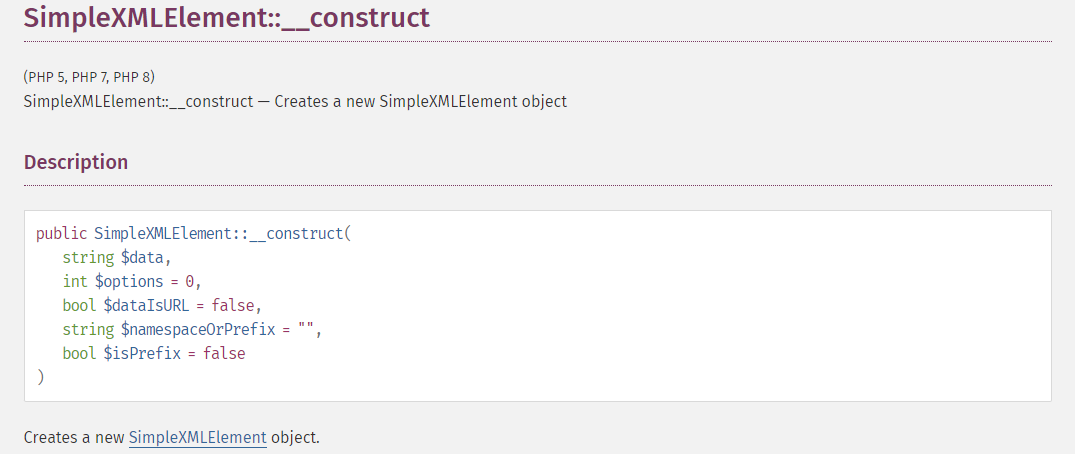 SimpleXMLElement::__construct
(PHP 5, PHP 7, PHP 8)
SimpleXMLElement::__construct — Creates a new SimpleXMLElement object
Description
public SimpleXMLElement::__construct(
string $data,
int $options = 0,
bool $dataIsURL = false,
string $namespaceOrPrefix = "",
bool $isPrefix = false
)
Creates a new SimpleXMLElement object.